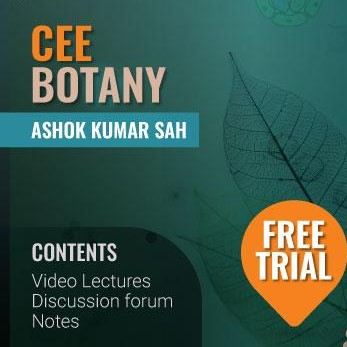 CEE
BOTANY
ASHOK KUMAR SAH
CONTENTS
Video Lectures
Discussion forum
Notes
FREE
TRIAL